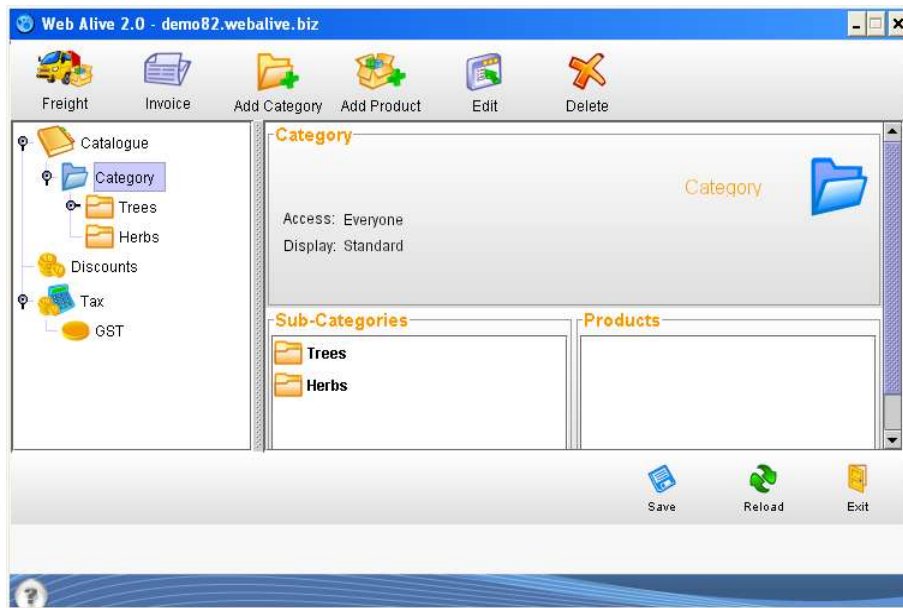 Web Alive 2.0 - demo82.webalive.biz
Freight Invoice Add Category Add Product Edit Delete
Catalogue
Category
Trees
Herbs
Discounts
Tax
GST
Category
Category
Access: Everyone
Display: Standard
Sub-Categories
Trees
Herbs
Products
Save Reload Exit
?